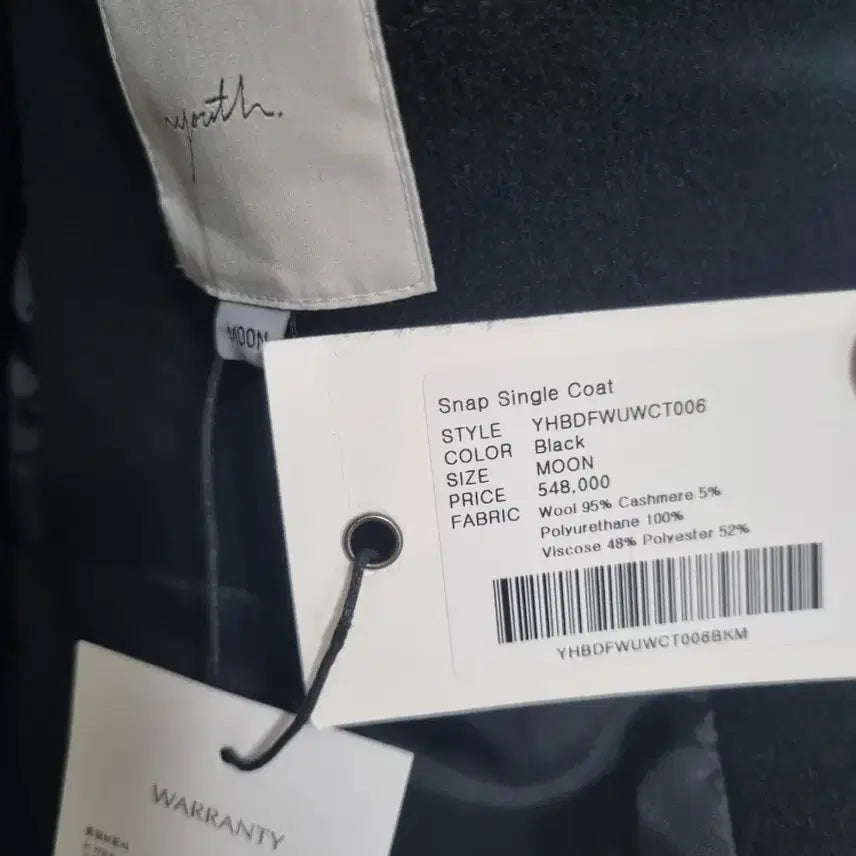 youth.
MOON
Snap Single Coat
STYLE YHBDFWUWCT006
COLOR Black
SIZE MOON
PRICE 548,000
FABRIC Wool 95% Cashmere 5%
Polyurethane 100%
Viscose 48% Polyester 52%
YHBDFWUWCT006BKM
WARRANTY